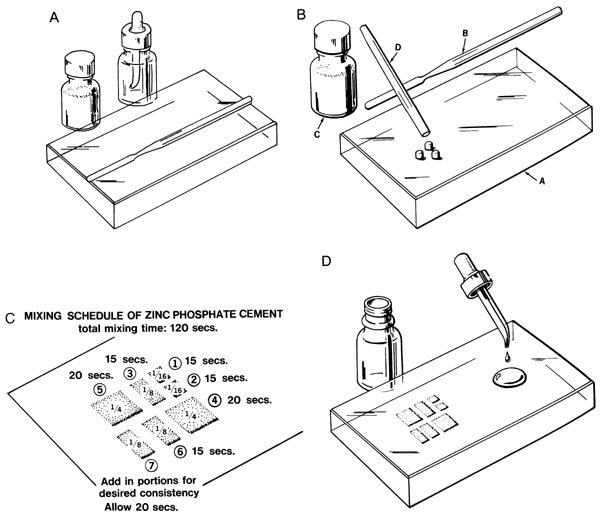 A
B
D
B
C
A
C MIXING SCHEDULE OF ZINC PHOSPHATE CEMENT
total mixing time: 120 secs.
15 secs. ① 15 secs.
1/16
20 secs. ③ ② 15 secs.
1/16
⑤ 1/8 ④ 20 secs.
1/4 1/4
1/8 1/8
⑥ 15 secs.
⑦
Add in portions for
desired consistency
Allow 20 secs.
D